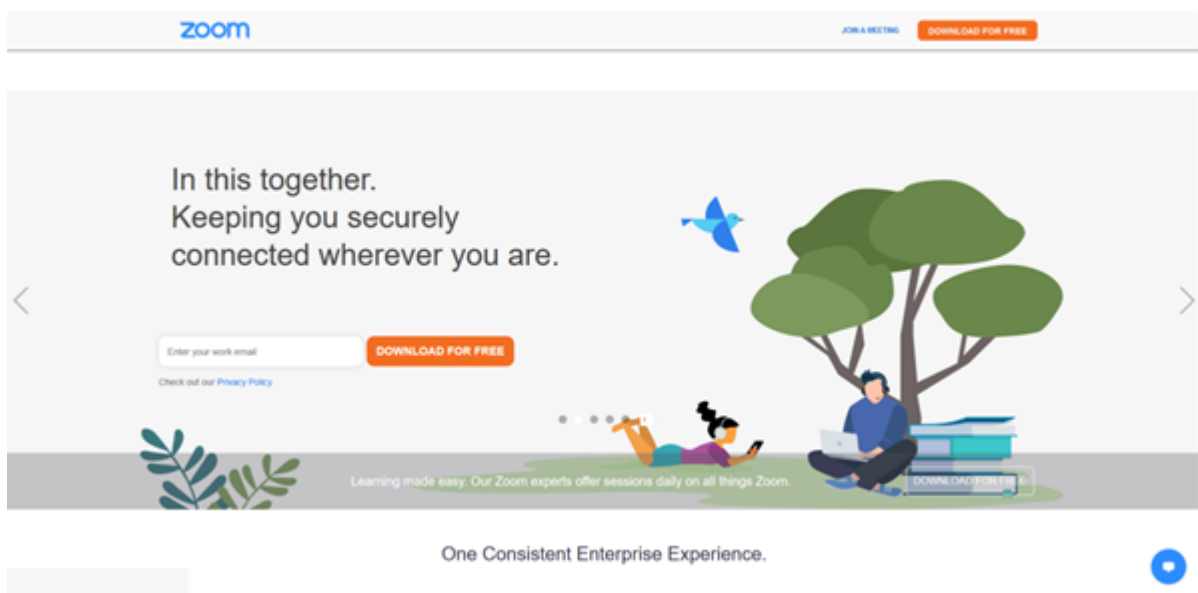 zoom
JOIN A MEETING
DOWNLOAD FOR FREE
In this together.
Keeping you securely
connected wherever you are.
Enter your work email
DOWNLOAD FOR FREE
Check out our Privacy Policy.
Learning made easy. Our Zoom experts offer sessions daily on all things Zoom.
DOWNLOAD FOR FREE
One Consistent Enterprise Experience.